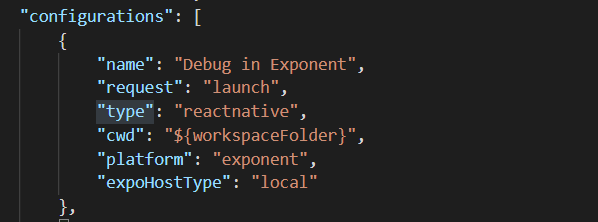 "configurations": [
{
"name": "Debug in Exponent",
"request": "launch",
"type": "reactnative",
"cwd": "${workspaceFolder}",
"platform": "exponent",
"expoHostType": "local"
},